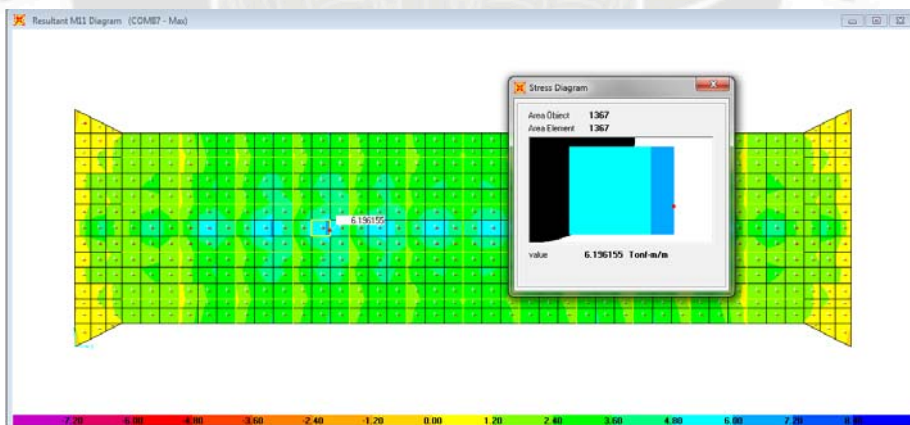 Resultant M11 Diagram (COMB7 - Max)
Stress Diagram
Area Object 1367
Area Element 1367
6.196155
value 6.196155 Tonf-m/m
-7.20 -6.00 -4.80 -3.60 -2.40 -1.20 0.00 1.20 2.40 3.60 4.80 6.00 7.20